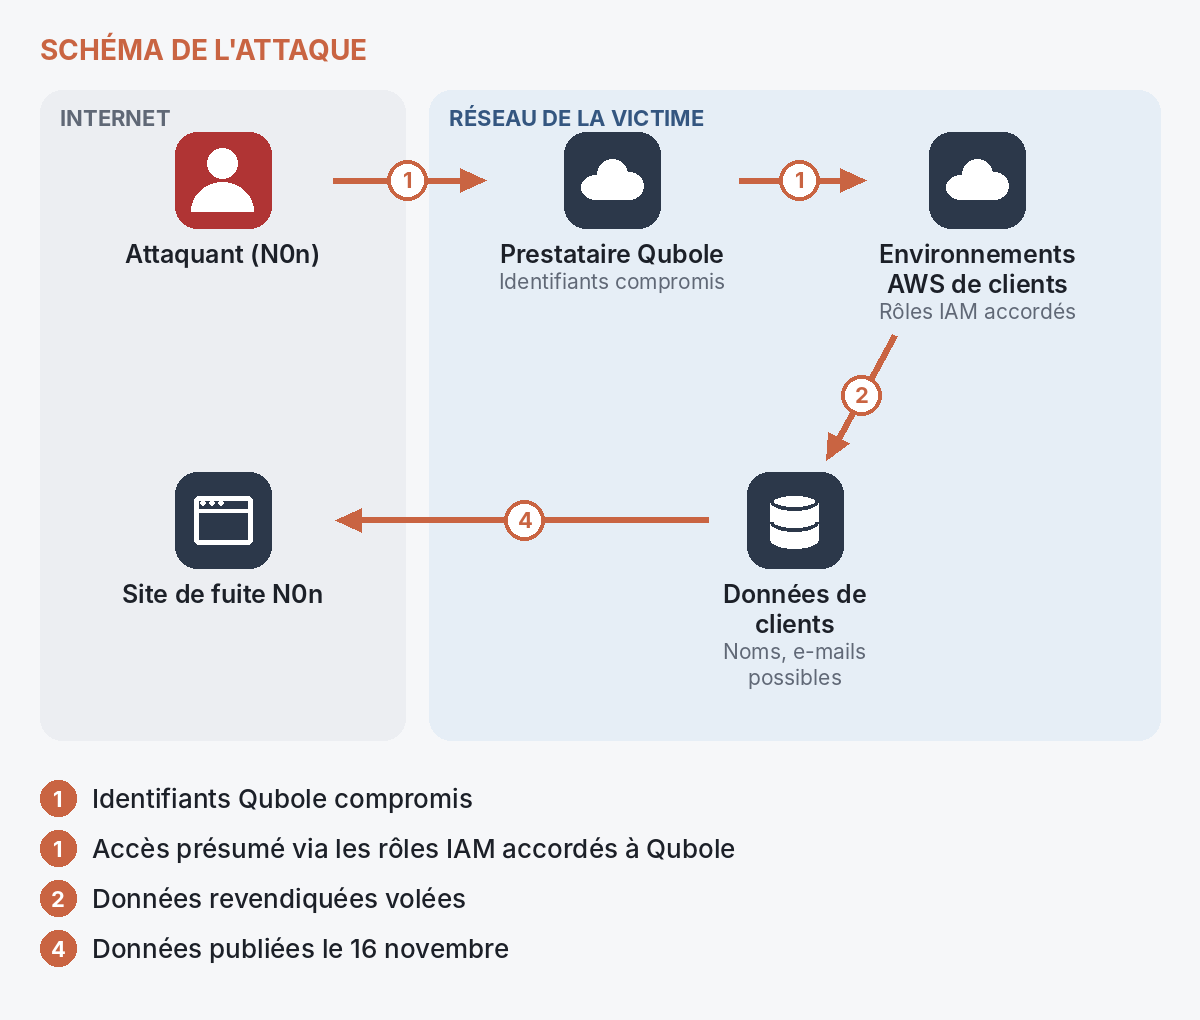 SCHÉMA DE L'ATTAQUE
INTERNET
RÉSEAU DE LA VICTIME
1
1
Attaquant (N0n)
Prestataire Qubole
Identifiants compromis
Environnements
AWS de clients
Rôles IAM accordés
2
4
Site de fuite N0n
Données de
clients
Noms, e-mails
possibles
1 Identifiants Qubole compromis
1 Accès présumé via les rôles IAM accordés à Qubole
2 Données revendiquées volées
4 Données publiées le 16 novembre